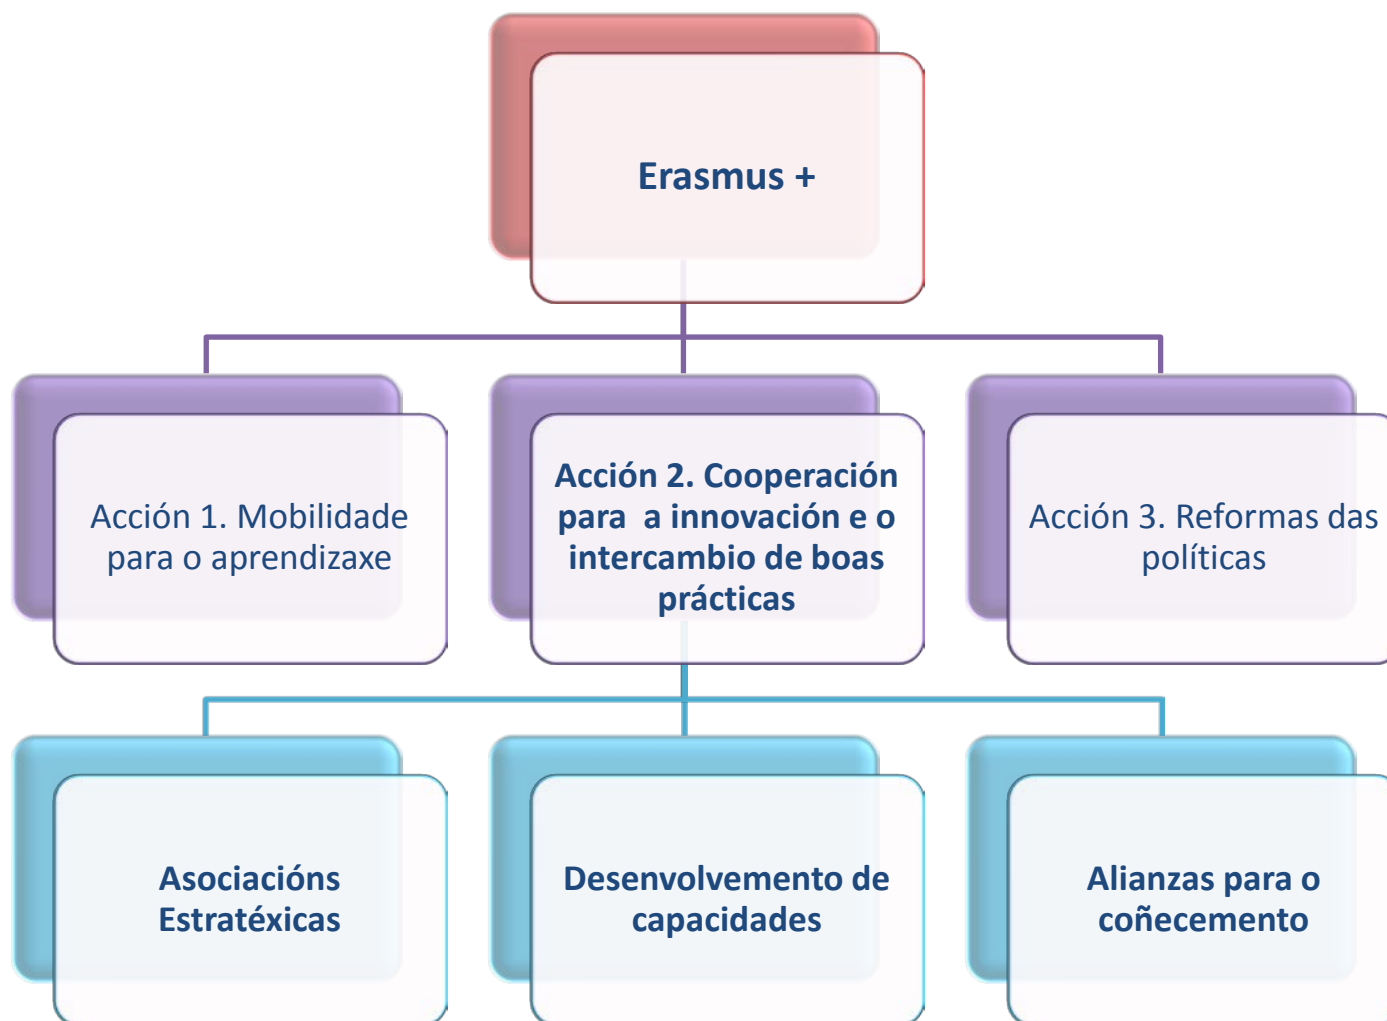 Erasmus +
Acción 1. Mobilidade
para o aprendizaxe
Acción 2. Cooperación
para a innovación e o
intercambio de boas
prácticas
Acción 3. Reformas das
políticas
Asociacións
Estratéxicas
Desenvolvemento de
capacidades
Alianzas para o
coñecemento